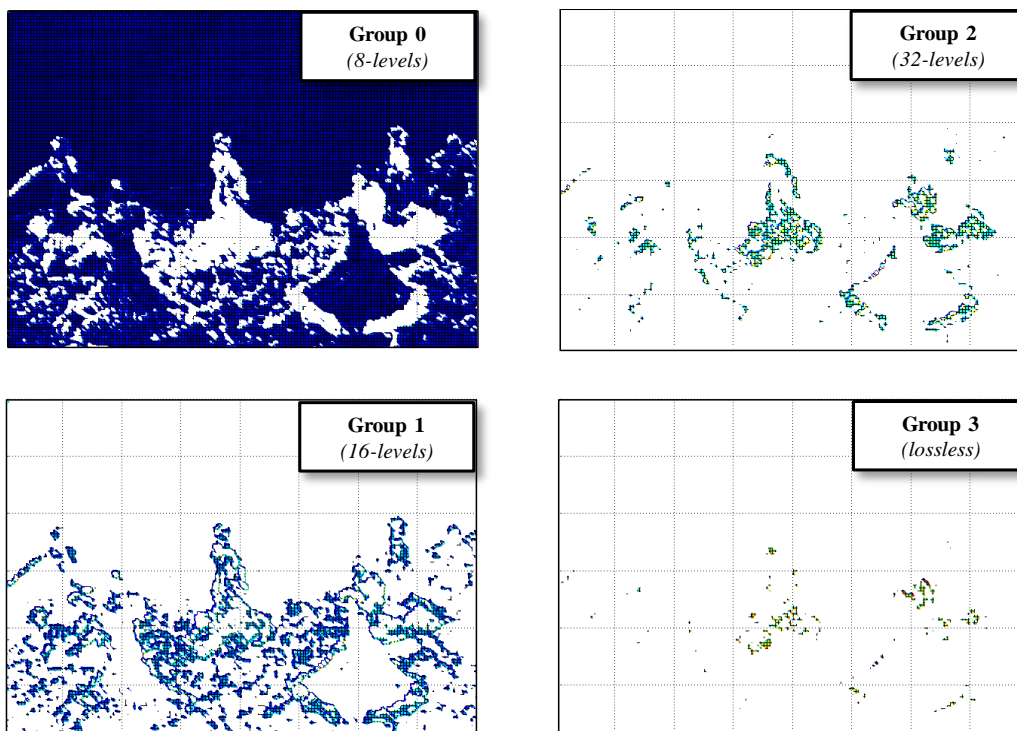 Group 0
(8-levels)
Group 2
(32-levels)
Group 1
(16-levels)
Group 3
(lossless)